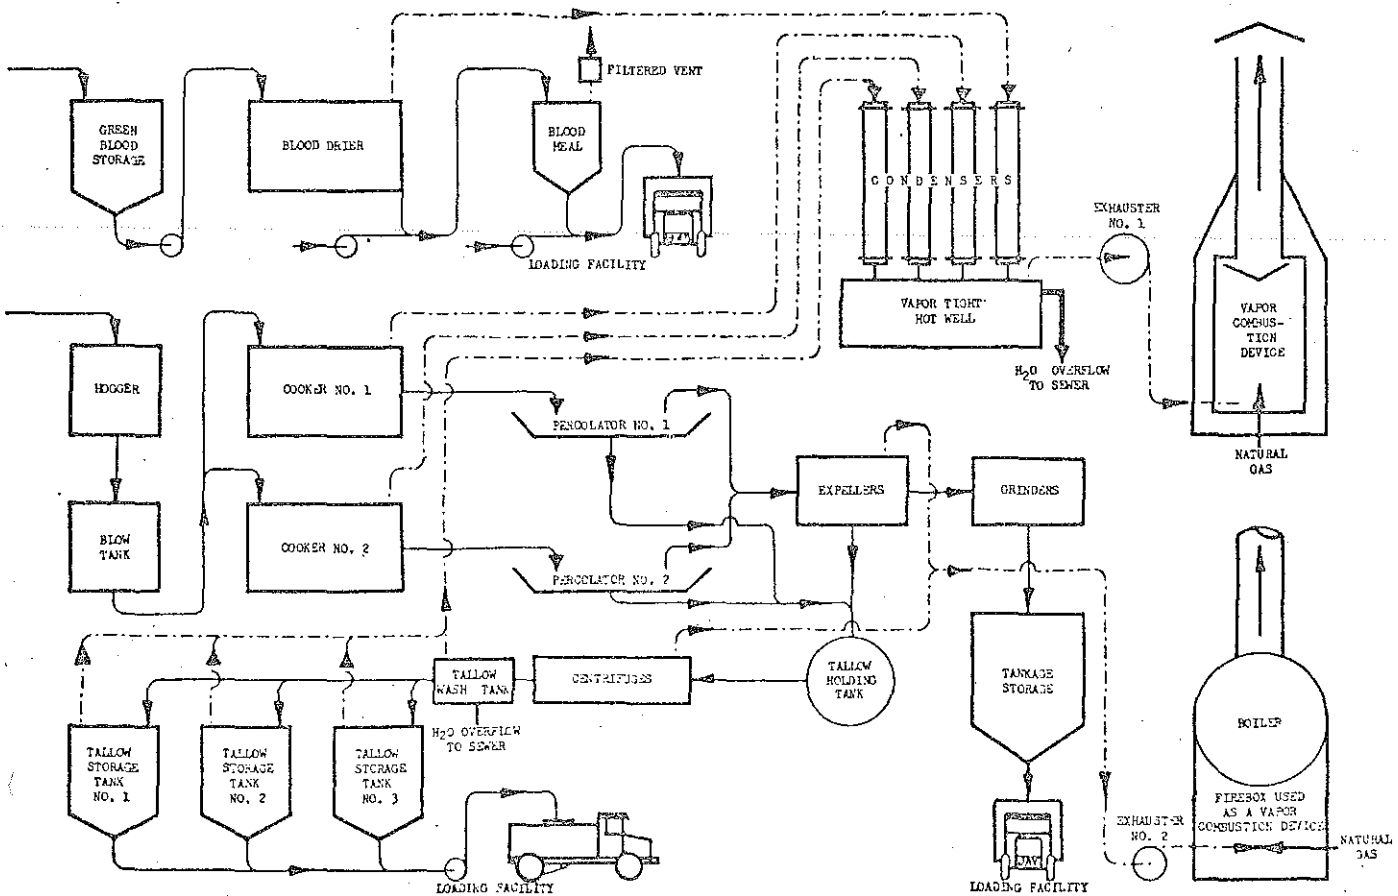 FILTERED VENT
GREEN
BLOOD
STORAGE
BLOOD DRIER
BLOOD
MEAL
CONDENSERS
LOADING FACILITY
EXHAUSTER
NO. 1
VAPOR TIGHT
HOT WELL
VAPOR
COMBUS-
TION
DEVICE
H2O OVERFLOW
TO SEWER
NATURAL
GAS
HOGGER
COOKER NO. 1
PERCOLATOR NO. 1
EXPELLERS
GRINDERS
BLOW
TANK
COOKER NO. 2
PERCOLATOR NO. 2
TALLOW
WASH TANK
CENTRIFUGES
TALLOW
HOLDING
TANK
TANKAGE
STORAGE
BOILER
H2O OVERFLOW
TO SEWER
TALLOW
STORAGE
TANK
NO. 1
TALLOW
STORAGE
TANK
NO. 2
TALLOW
STORAGE
TANK
NO. 3
FIREBOX USED
AS A VAPOR
COMBUSTION DEVICE
EXHAUSTER
NO. 2
NATURAL
GAS
LOADING FACILITY
LOADING FACILITY